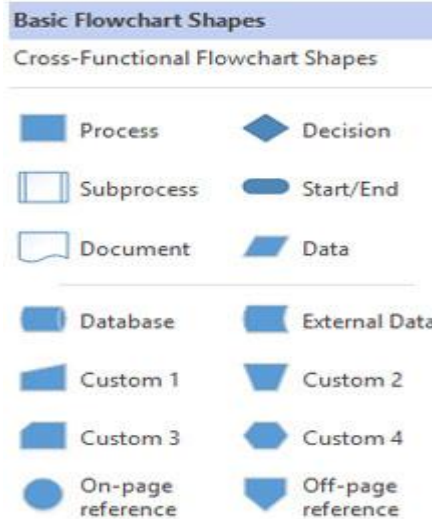 Basic Flowchart Shapes
Cross-Functional Flowchart Shapes
Process
Decision
Subprocess
Start/End
Document
Data
Database
External Data
Custom 1
Custom 2
Custom 3
Custom 4
On-page
reference
Off-page
reference